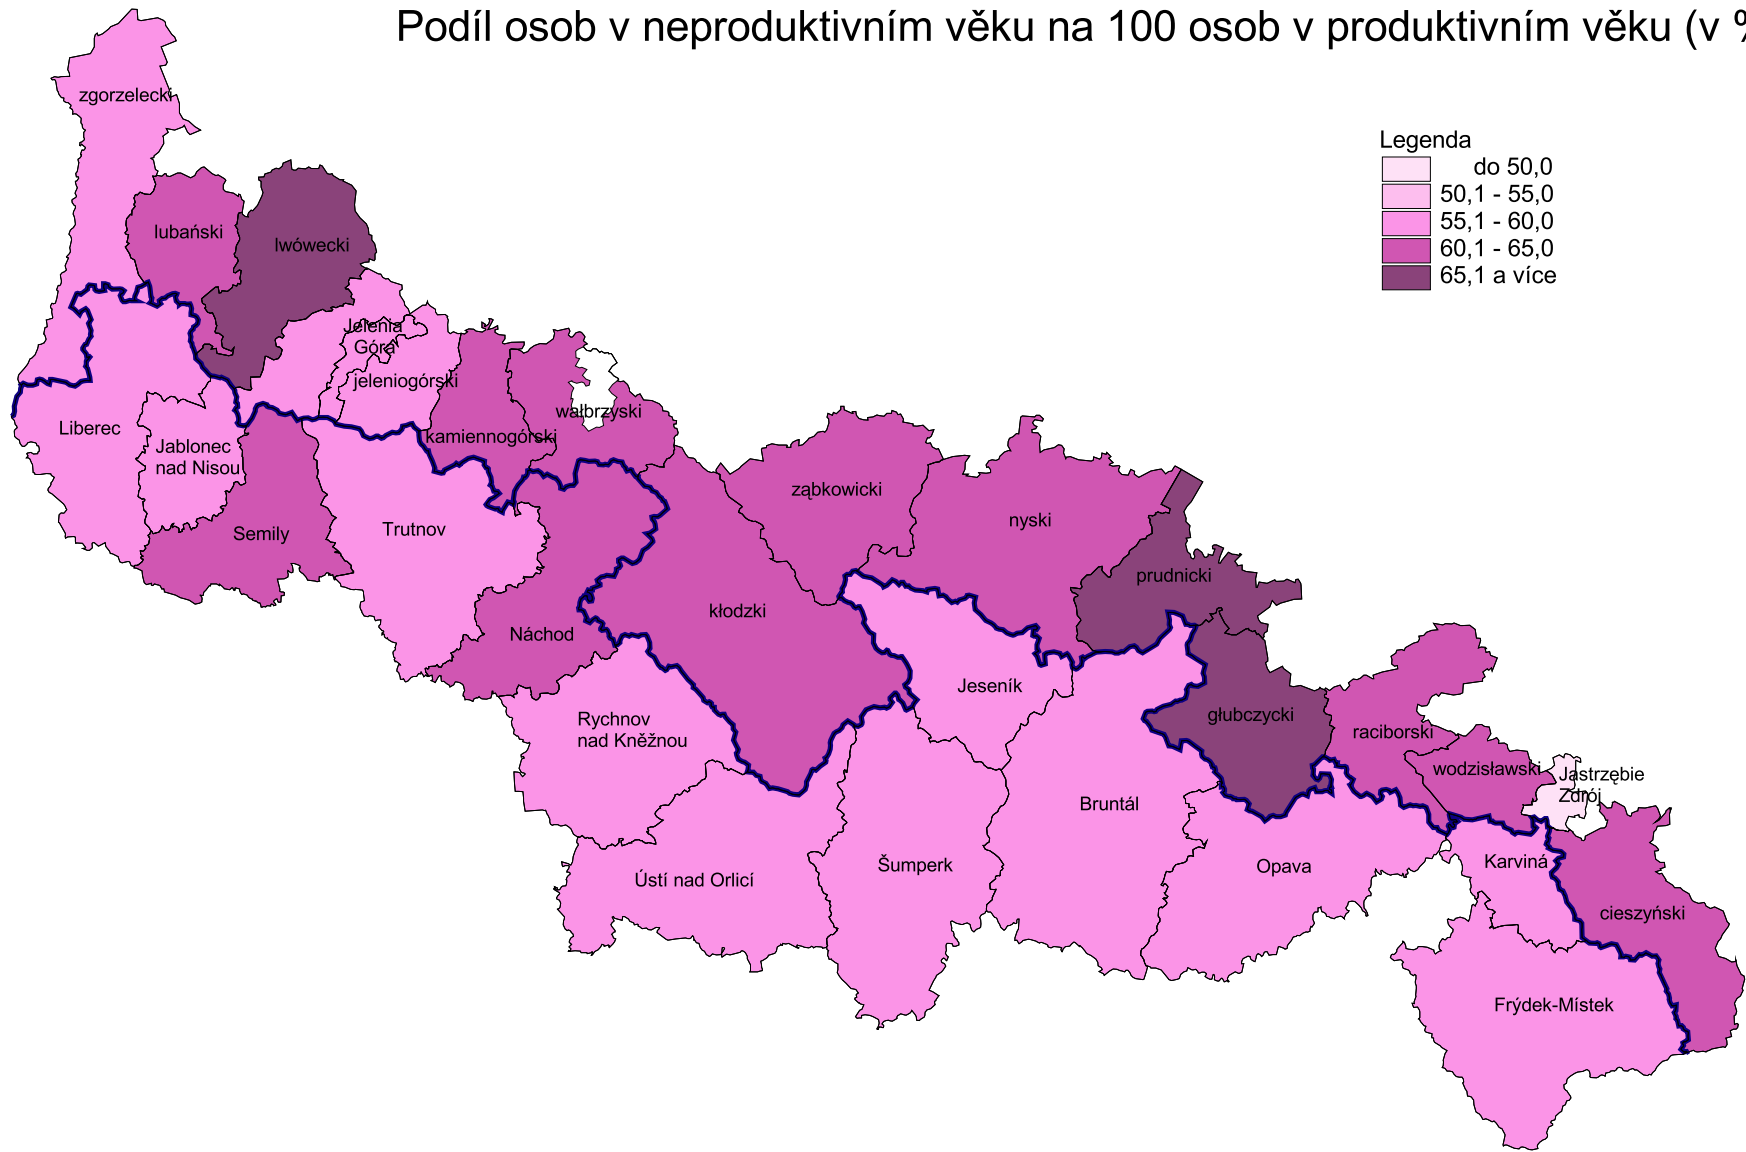 Podíl osob v neproduktivním věku na 100 osob v produktivním věku (v %
zgorzelecki
Legenda
do 50,0
50,1 - 55,0
55,1 - 60,0
60,1 - 65,0
65,1 a více
lubański
lwówecki
Jelenia
Góra
jeleniogórski
wałbrzyski
Liberec
kamiennogórski
Jablonec
nad Nisou
ząbkowicki
nyski
Semily
Trutnov
prudnicki
kłodzki
Náchod
Jeseník
głubczycki
Rychnov
nad Kněžnou
raciborski
wodzisławski
Jastrzębie
Zdrój
Bruntál
Karviná
Šumperk
Opava
Ústí nad Orlicí
cieszyński
Frýdek-Místek